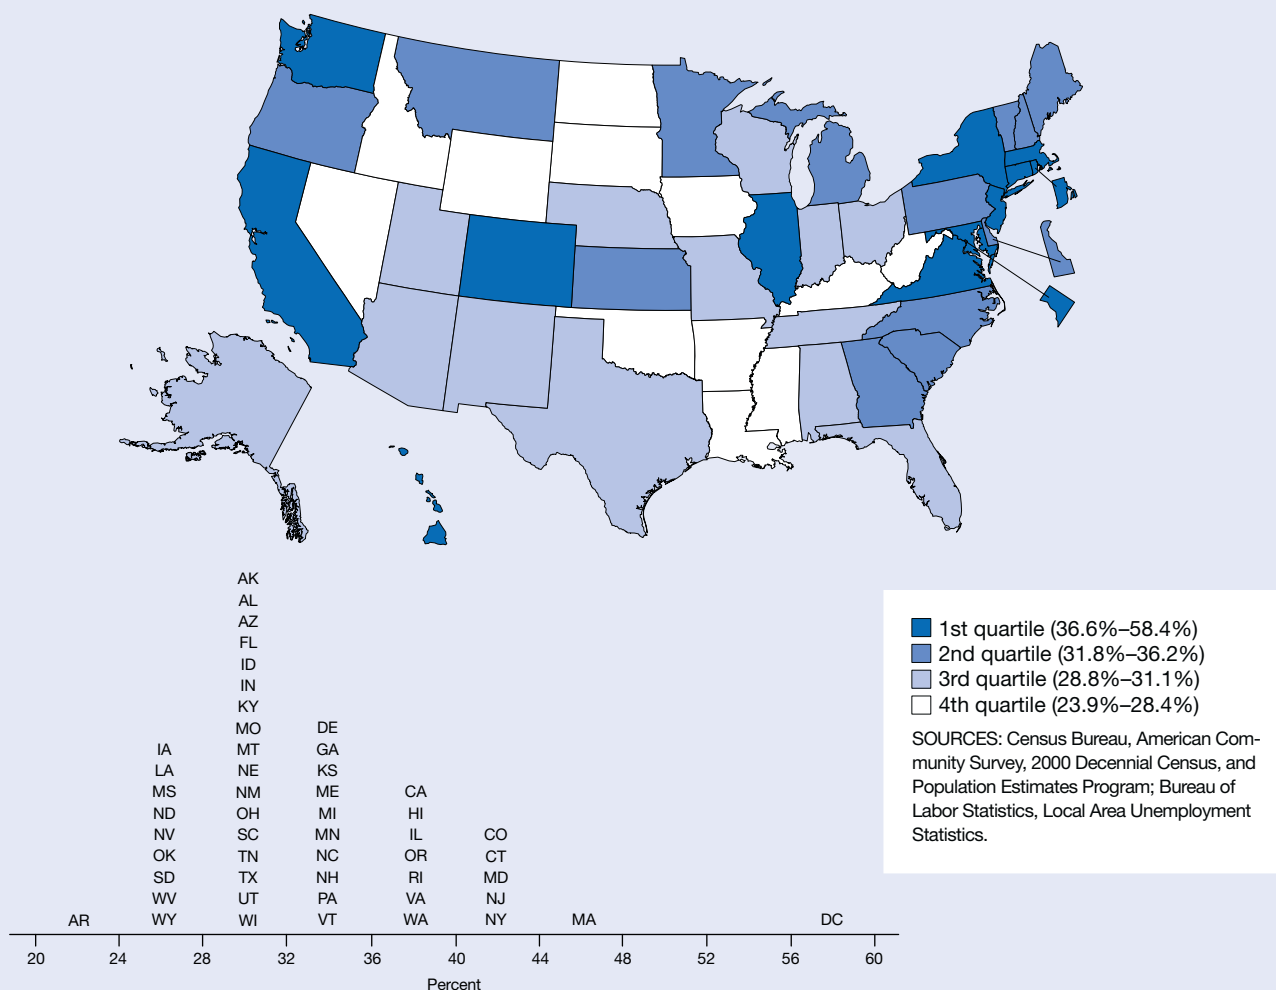 AK
AL
AZ
FL
ID
IN
KY
MO DE
IA MT GA
LA NE KS
MS NM ME CA
ND OH MI HI
NV SC MN IL CO
OK TN NC OR CT
SD TX NH RI MD
WV UT PA VA NJ
AR WY WI VT WA NY MA DC
20 24 28 32 36 40 44 48 52 56 60
Percent
1st quartile (36.6%–58.4%)
2nd quartile (31.8%–36.2%)
3rd quartile (28.8%–31.1%)
4th quartile (23.9%–28.4%)
SOURCES: Census Bureau, American Com-
munity Survey, 2000 Decennial Census, and
Population Estimates Program; Bureau of
Labor Statistics, Local Area Unemployment
Statistics.